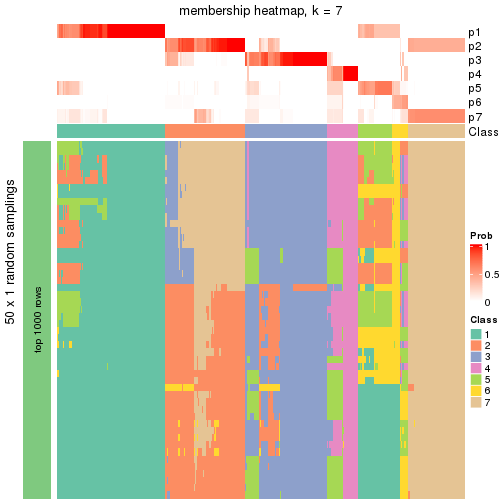 membership heatmap, k = 7
p1
p2
p3
p4
p5
p6
p7
Class
50 x 1 random samplings
top 1000 rows
Prob
1
0.5
0
Class
1
2
3
4
5
6
7